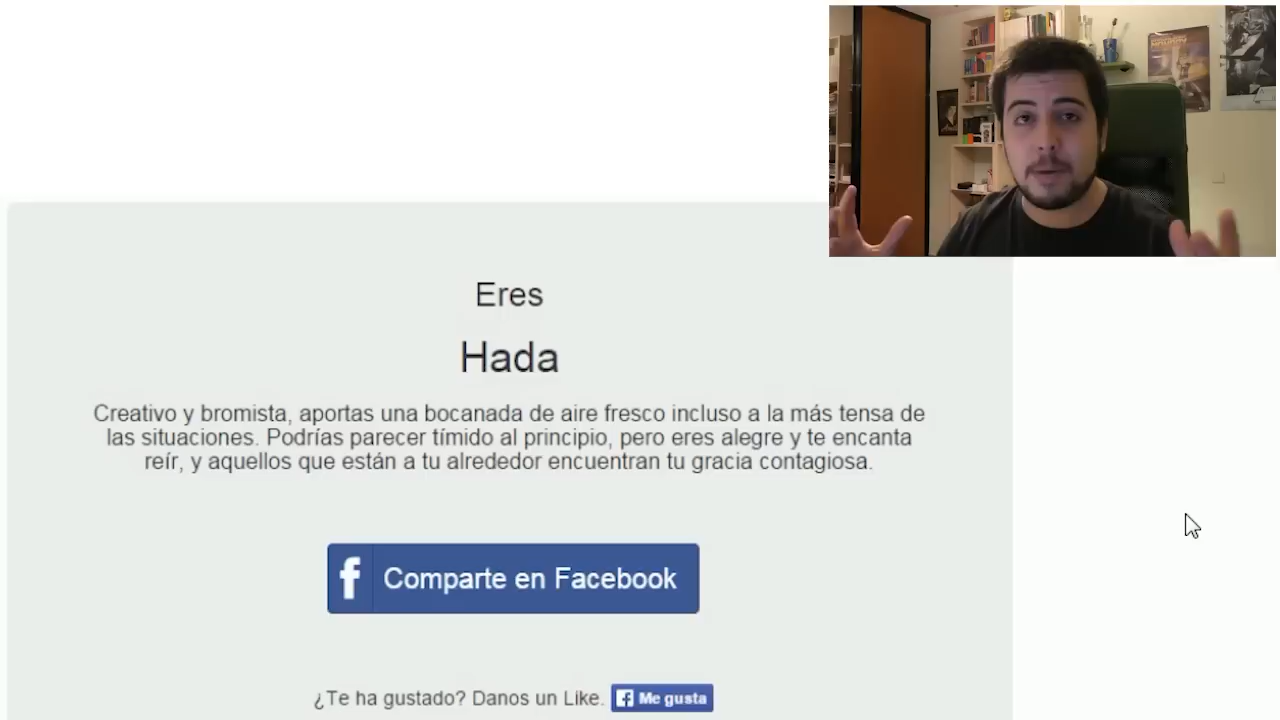 Eres
Hada
Creativo y bromista, aportas una bocanada de aire fresco incluso a la más tensa de
las situaciones. Podrías parecer tímido al principio, pero eres alegre y te encanta
reír, y aquellos que están a tu alrededor encuentran tu gracia contagiosa.
f Comparte en Facebook
¿Te ha gustado? Danos un Like. f Me gusta